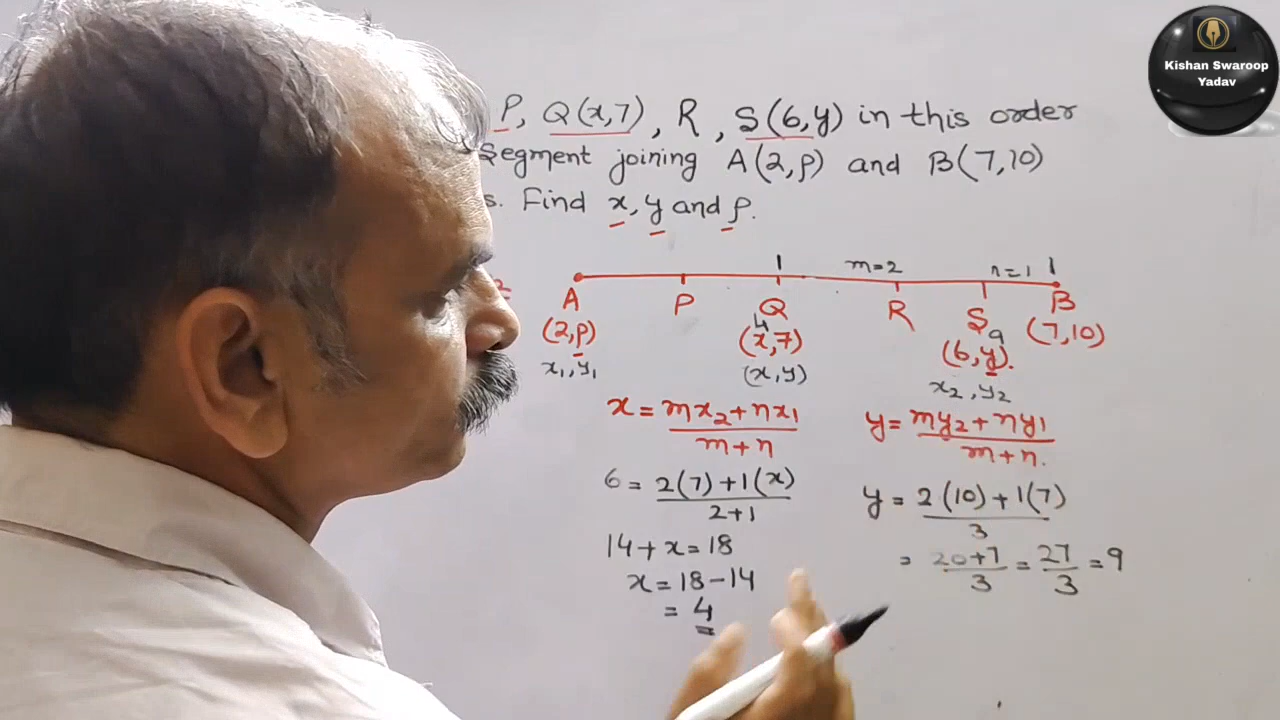 Kishan Swaroop
Yadav
P, Q(x,7), R, S(6,y) in this order
Segment joining A(2,p) and B(7,10)
s. Find x, y and p.
1 m=2 n=1 1
A P Q R S B
4 9
(2,p) (x,7) (6,y). (7,10)
x₁,y₁ (x,y) x₂,y₂
x = mx₂+nx₁ / m+n y = my₂+ny₁ / m+n.
6 = 2(7)+1(x) / 2+1 y = 2(10)+1(7) / 3
14+x=18 = 20+7/3 = 27/3 = 9
x=18-14
= 4